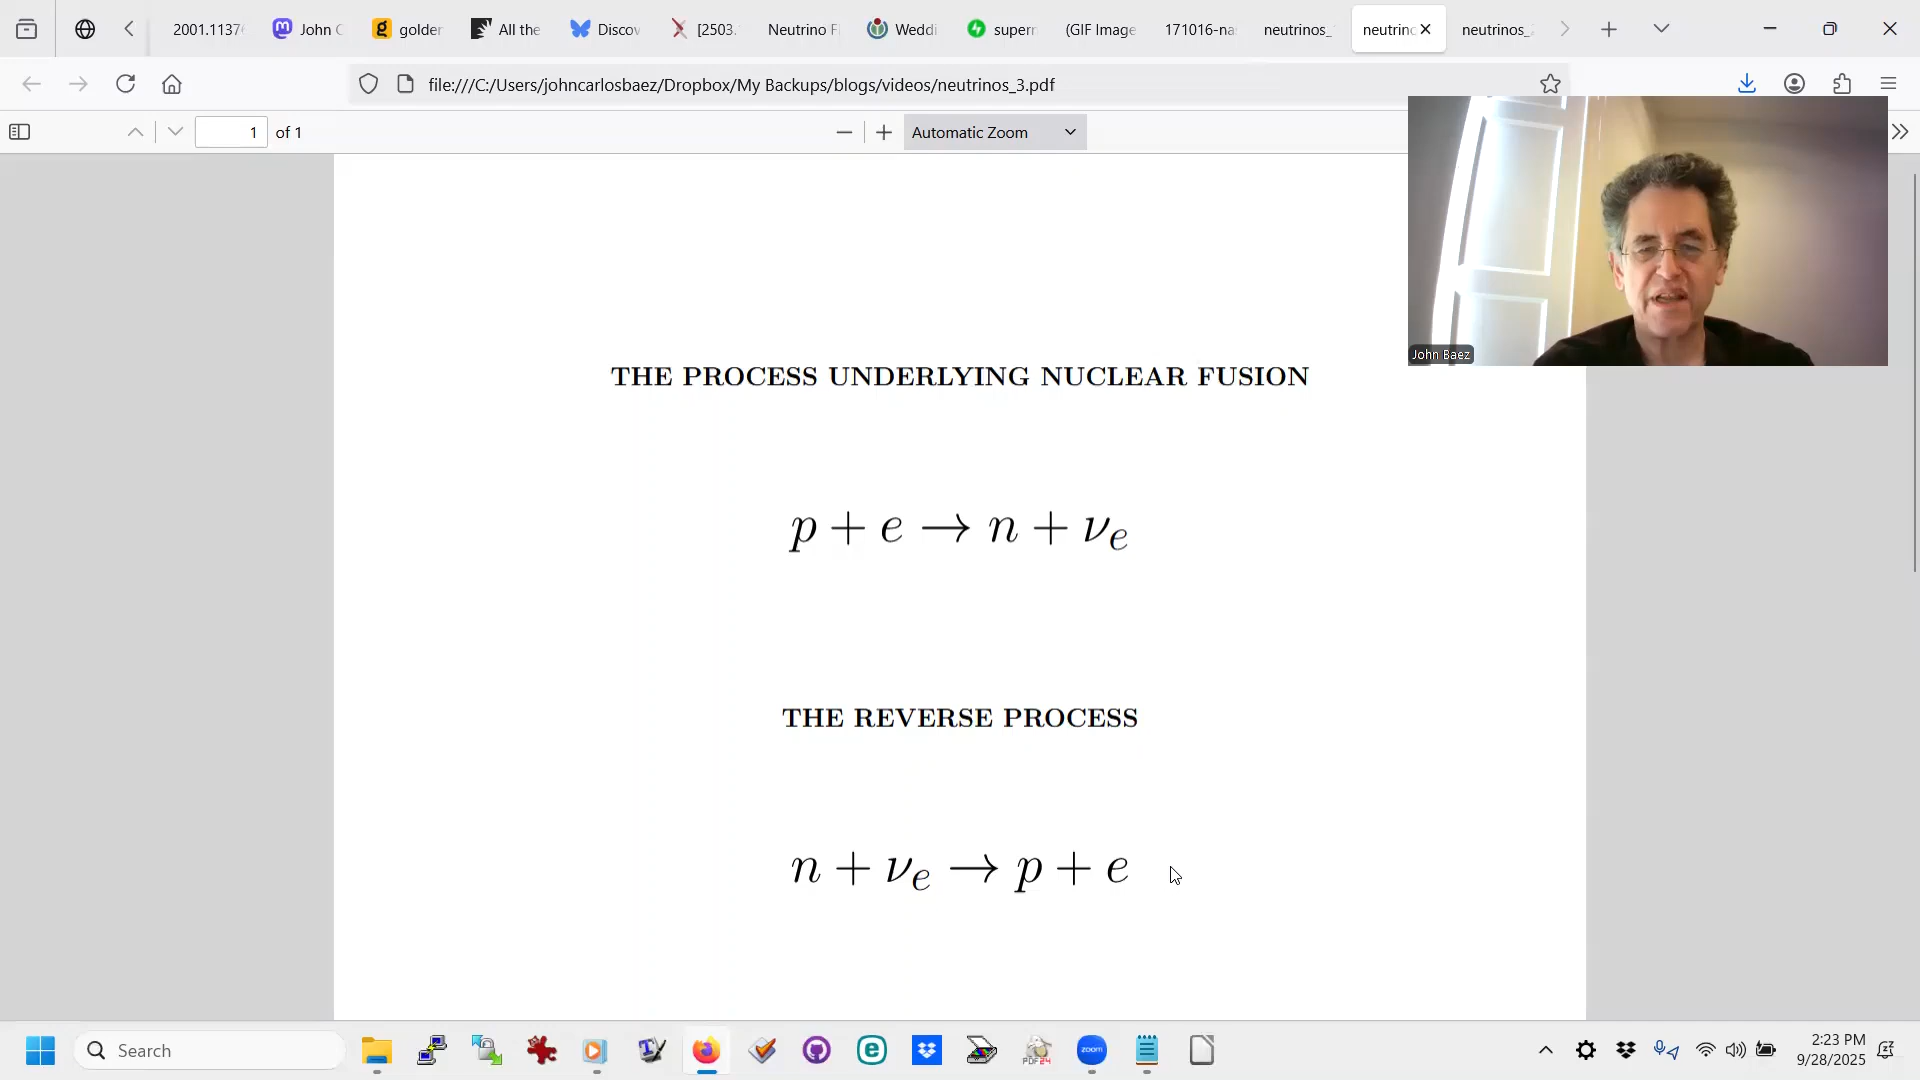 2001.1137
John C
golder
All the
Discov
[2503.
Neutrino F
Weddi
superr
(GIF Image
171016-na
neutrinos_
neutrino
neutrinos_
file:///C:/Users/johncarlosbaez/Dropbox/My Backups/blogs/videos/neutrinos_3.pdf
1 of 1
Automatic Zoom
John Baez
THE PROCESS UNDERLYING NUCLEAR FUSION
p + e → n + νₑ
THE REVERSE PROCESS
n + νₑ → p + e
Search
PDF24
zoom
2:23 PM
9/28/2025